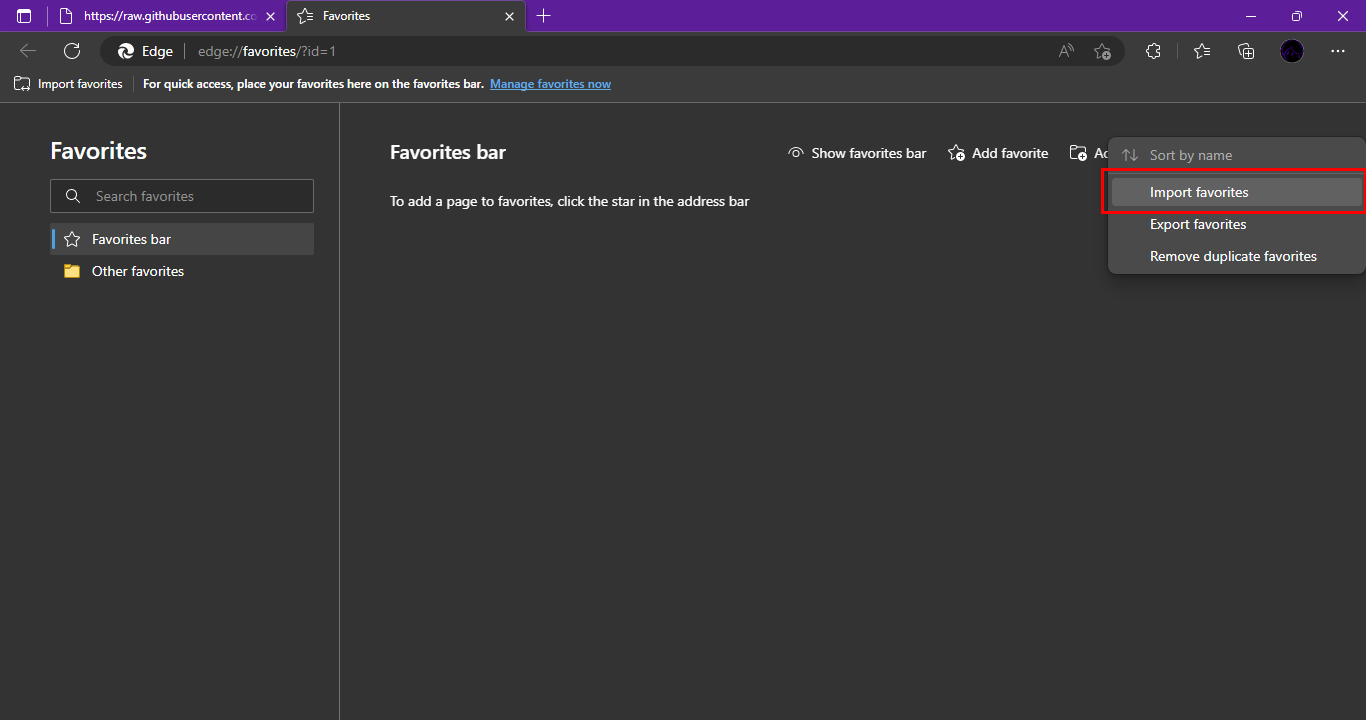 https://raw.githubusercontent.co
Favorites
Edge
edge://favorites/?id=1
Import favorites
For quick access, place your favorites here on the favorites bar. Manage favorites now
Favorites
Search favorites
Favorites bar
Other favorites
Favorites bar
Show favorites bar
Add favorite
To add a page to favorites, click the star in the address bar
Sort by name
Import favorites
Export favorites
Remove duplicate favorites